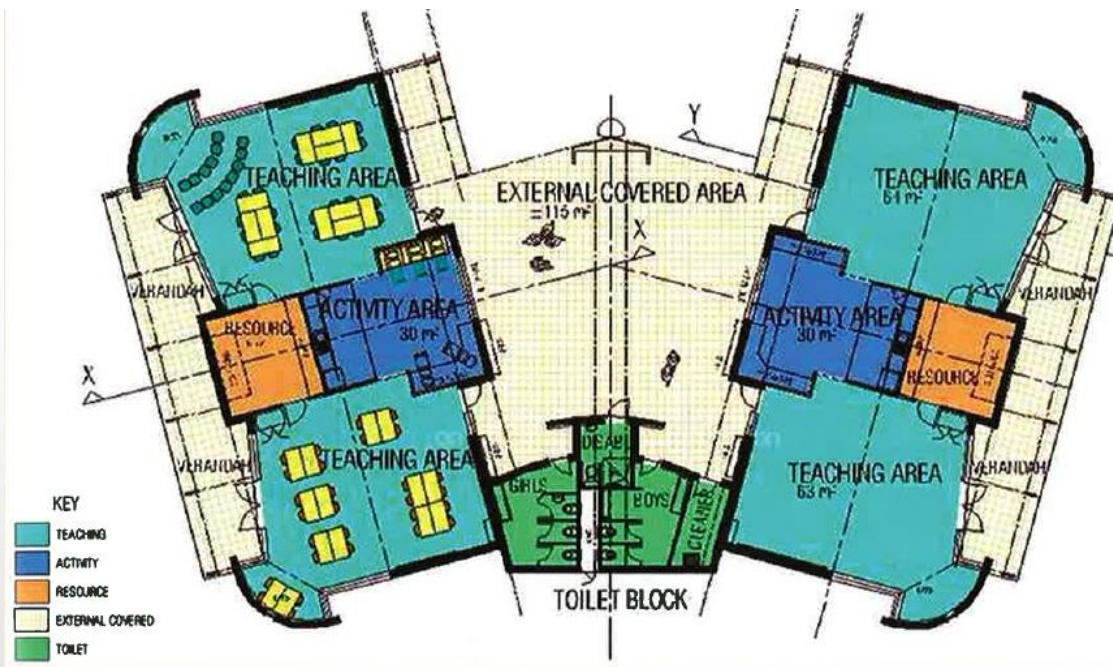 Y
TEACHING AREA
EXTERNAL COVERED AREA
=115 m²
TEACHING AREA
X
VERANDAH
ACTIVITY AREA
30 m²
RESOURCE
ACTIVITY AREA
30 m²
RESOURCE
VERANDAH
X
VERANDAH
TEACHING AREA
GIRLS
BOYS
CLEANER
TEACHING AREA
63 m²
VERANDAH
TOILET BLOCK
KEY
TEACHING
ACTIVITY
RESOURCE
EXTERNAL COVERED
TOILET